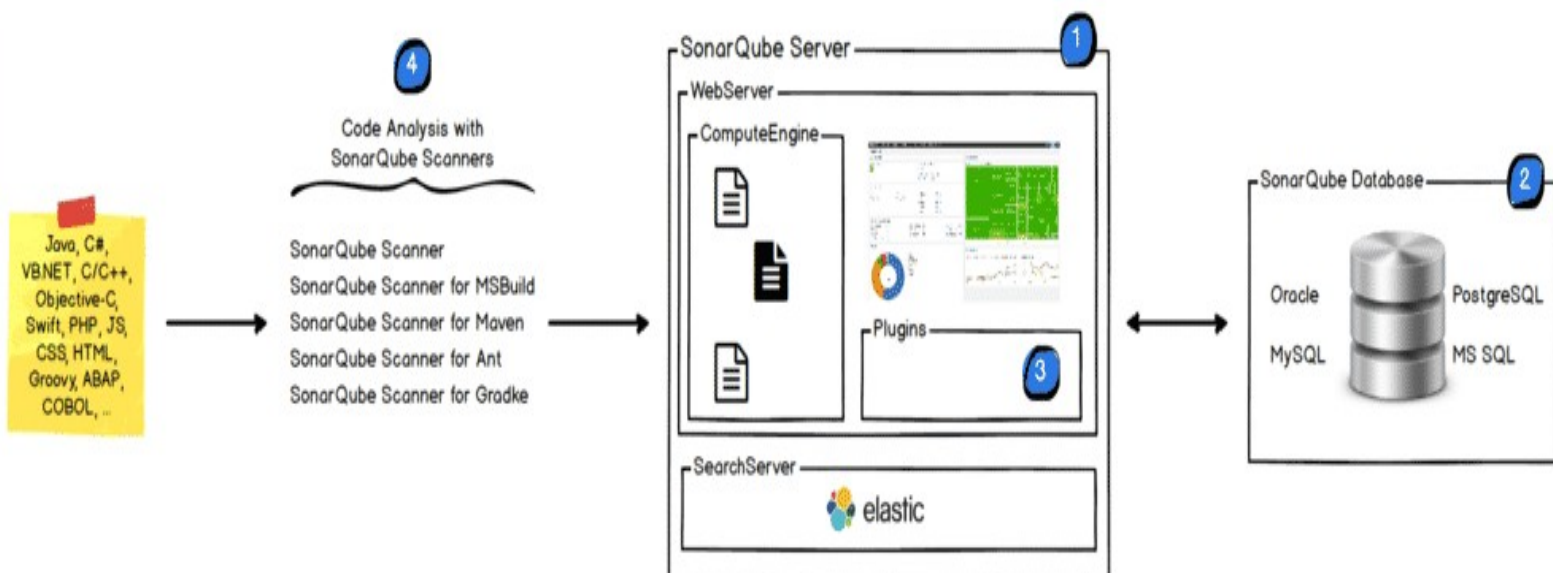 Java, C#,
VB.NET, C/C++,
Objective-C,
Swift, PHP, JS,
CSS, HTML,
Groovy, ABAP,
COBOL, ...
4
Code Analysis with
SonarQube Scanners
SonarQube Scanner
SonarQube Scanner for MSBuild
SonarQube Scanner for Maven
SonarQube Scanner for Ant
SonarQube Scanner for Gradke
SonarQube Server
1
WebServer
ComputeEngine
Plugins
3
SearchServer
elastic
SonarQube Database
2
Oracle
PostgreSQL
MySQL
MS SQL